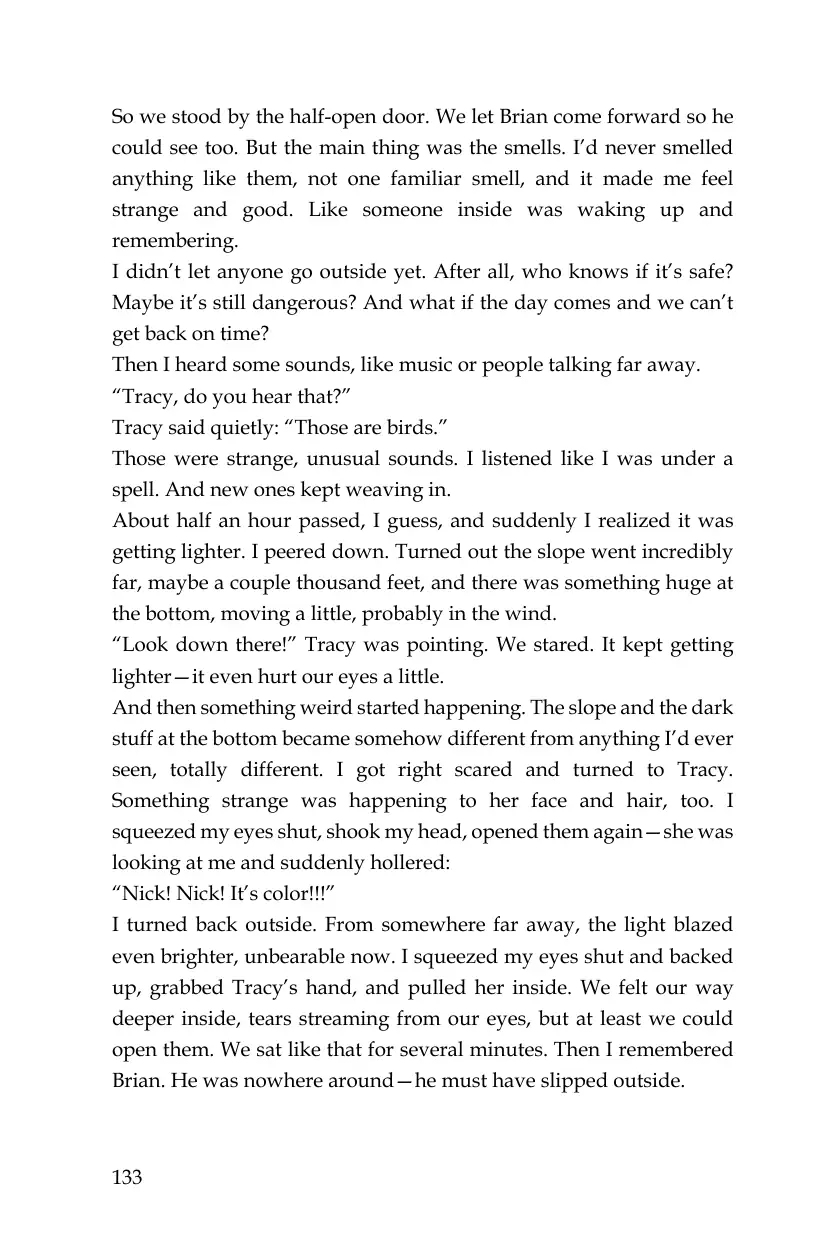 So we stood by the half-open door. We let Brian come forward so he
could see too. But the main thing was the smells. I’d never smelled
anything like them, not one familiar smell, and it made me feel
strange and good. Like someone inside was waking up and
remembering.
I didn’t let anyone go outside yet. After all, who knows if it’s safe?
Maybe it’s still dangerous? And what if the day comes and we can’t
get back on time?
Then I heard some sounds, like music or people talking far away.
“Tracy, do you hear that?”
Tracy said quietly: “Those are birds.”
Those were strange, unusual sounds. I listened like I was under a
spell. And new ones kept weaving in.
About half an hour passed, I guess, and suddenly I realized it was
getting lighter. I peered down. Turned out the slope went incredibly
far, maybe a couple thousand feet, and there was something huge at
the bottom, moving a little, probably in the wind.
“Look down there!” Tracy was pointing. We stared. It kept getting
lighter—it even hurt our eyes a little.
And then something weird started happening. The slope and the dark
stuff at the bottom became somehow different from anything I’d ever
seen, totally different. I got right scared and turned to Tracy.
Something strange was happening to her face and hair, too. I
squeezed my eyes shut, shook my head, opened them again—she was
looking at me and suddenly hollered:
“Nick! Nick! It’s color!!!”
I turned back outside. From somewhere far away, the light blazed
even brighter, unbearable now. I squeezed my eyes shut and backed
up, grabbed Tracy’s hand, and pulled her inside. We felt our way
deeper inside, tears streaming from our eyes, but at least we could
open them. We sat like that for several minutes. Then I remembered
Brian. He was nowhere around—he must have slipped outside.
133